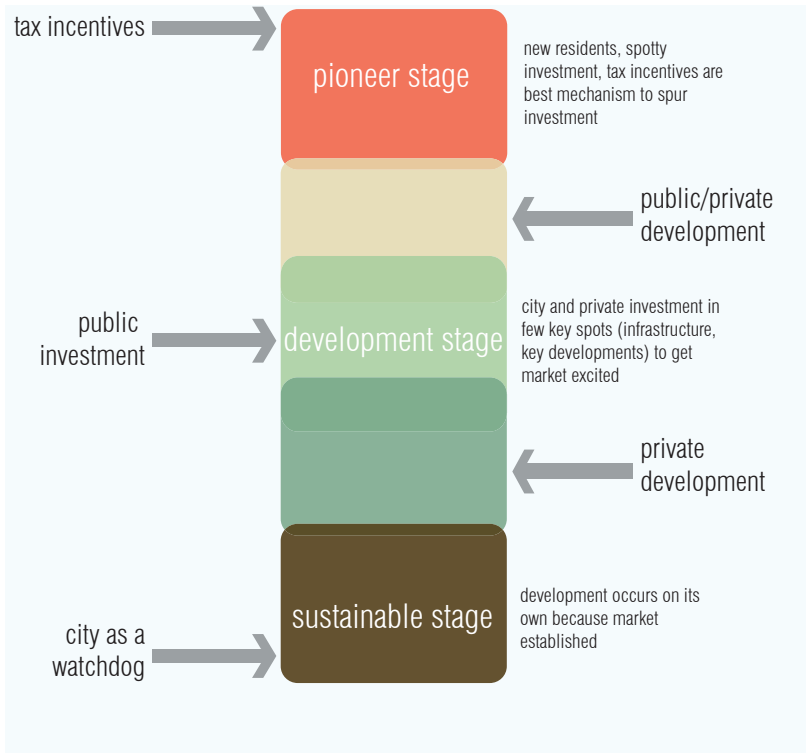 tax incentives
pioneer stage
new residents, spotty
investment, tax incentives are
best mechanism to spur
investment
public/private
development
public
investment
development stage
city and private investment in
few key spots (infrastructure,
key developments) to get
market excited
private
development
sustainable stage
development occurs on its
own because market
established
city as a
watchdog